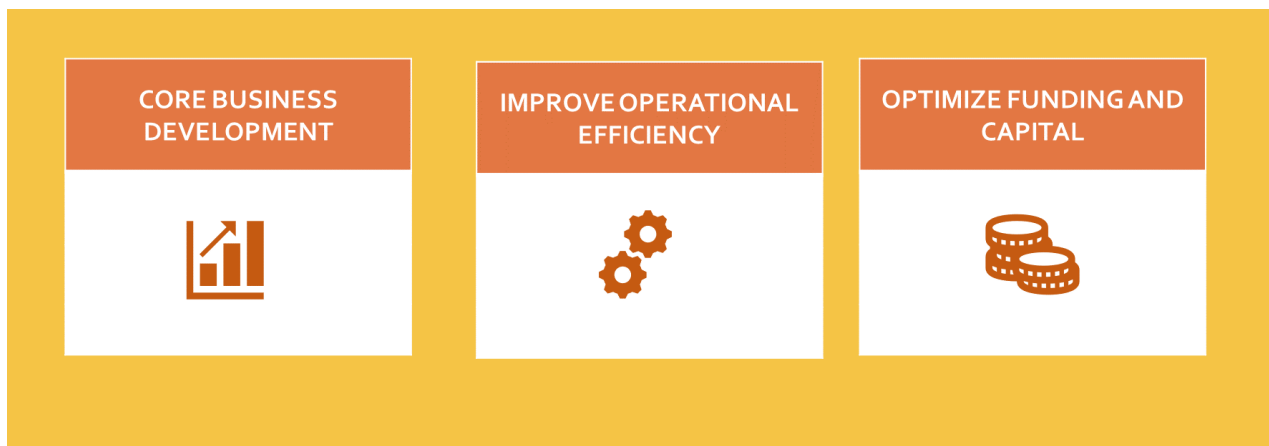 CORE BUSINESS
DEVELOPMENT
IMPROVE OPERATIONAL
EFFICIENCY
OPTIMIZE FUNDING AND
CAPITAL